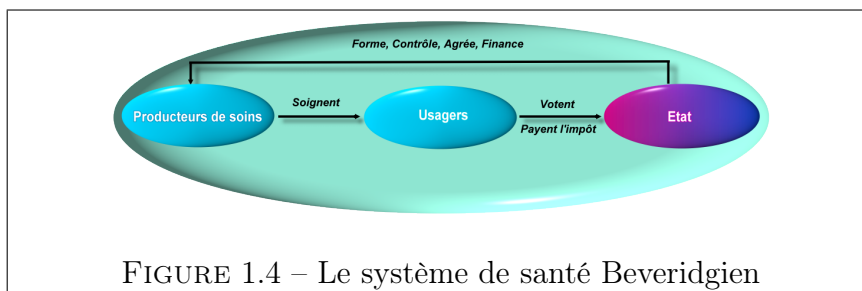 Forme, Contrôle, Agrée, Finance
Producteurs de soins
Soignent
Usagers
Votent
Payent l'impôt
Etat
FIGURE 1.4 – Le système de santé Beveridgien